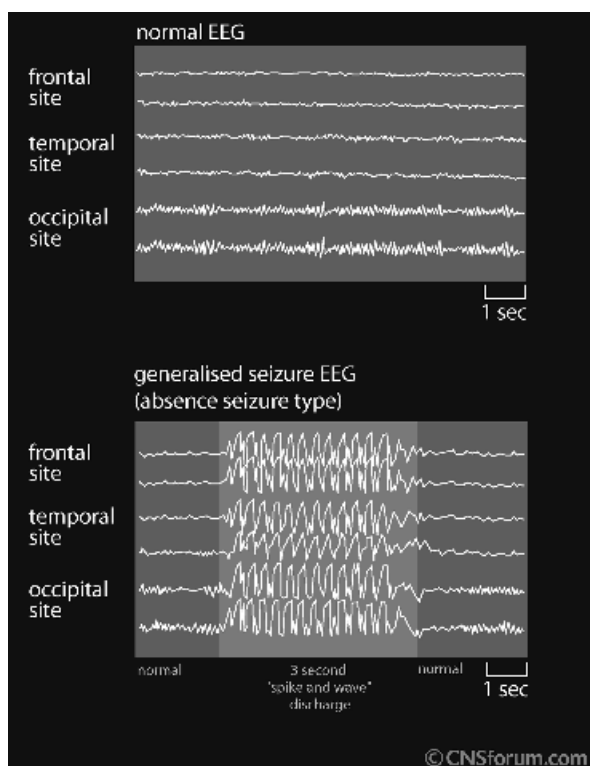 normal EEG
frontal
site
temporal
site
occipital
site
1 sec
generalised seizure EEG
(absence seizure type)
frontal
site
temporal
site
occipital
site
normal
3 second
"spike and wave"
discharge
normal
1 sec
© CNSforum.com